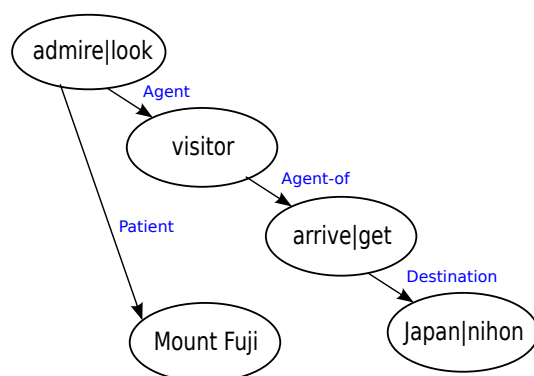 admire|look
Agent
visitor
Agent-of
Patient
arrive|get
Destination
Mount Fuji
Japan|nihon